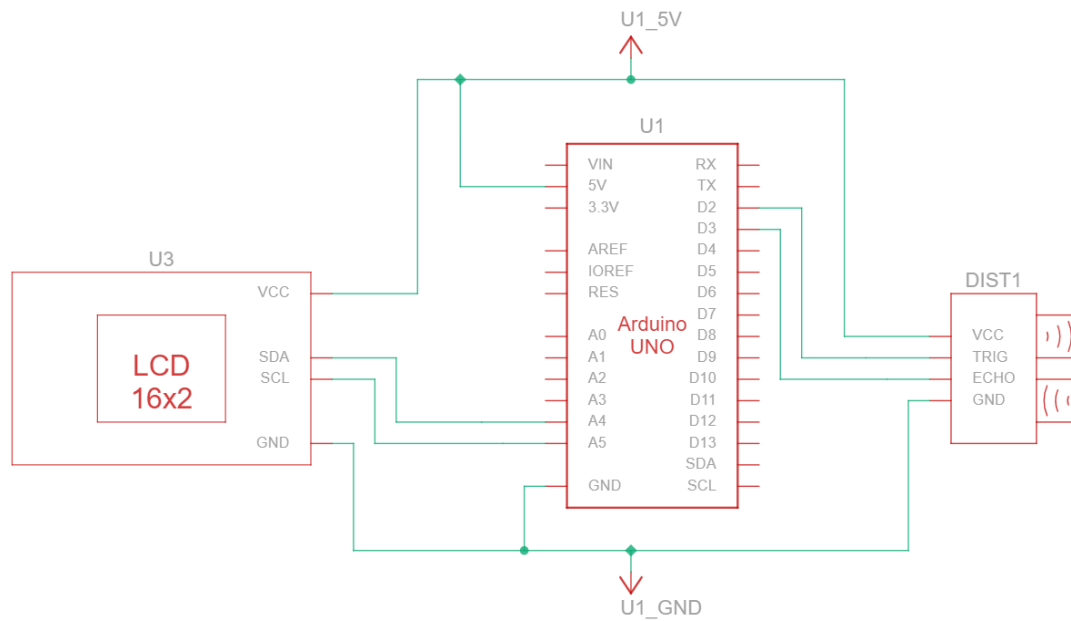 U1_5V
U1
VIN
5V
3.3V
AREF
IOREF
RES
A0
A1
A2
A3
A4
A5
GND
Arduino
UNO
RX
TX
D2
D3
D4
D5
D6
D7
D8
D9
D10
D11
D12
D13
SDA
SCL
U3
VCC
SDA
SCL
GND
LCD
16x2
DIST1
VCC
TRIG
ECHO
GND
U1_GND